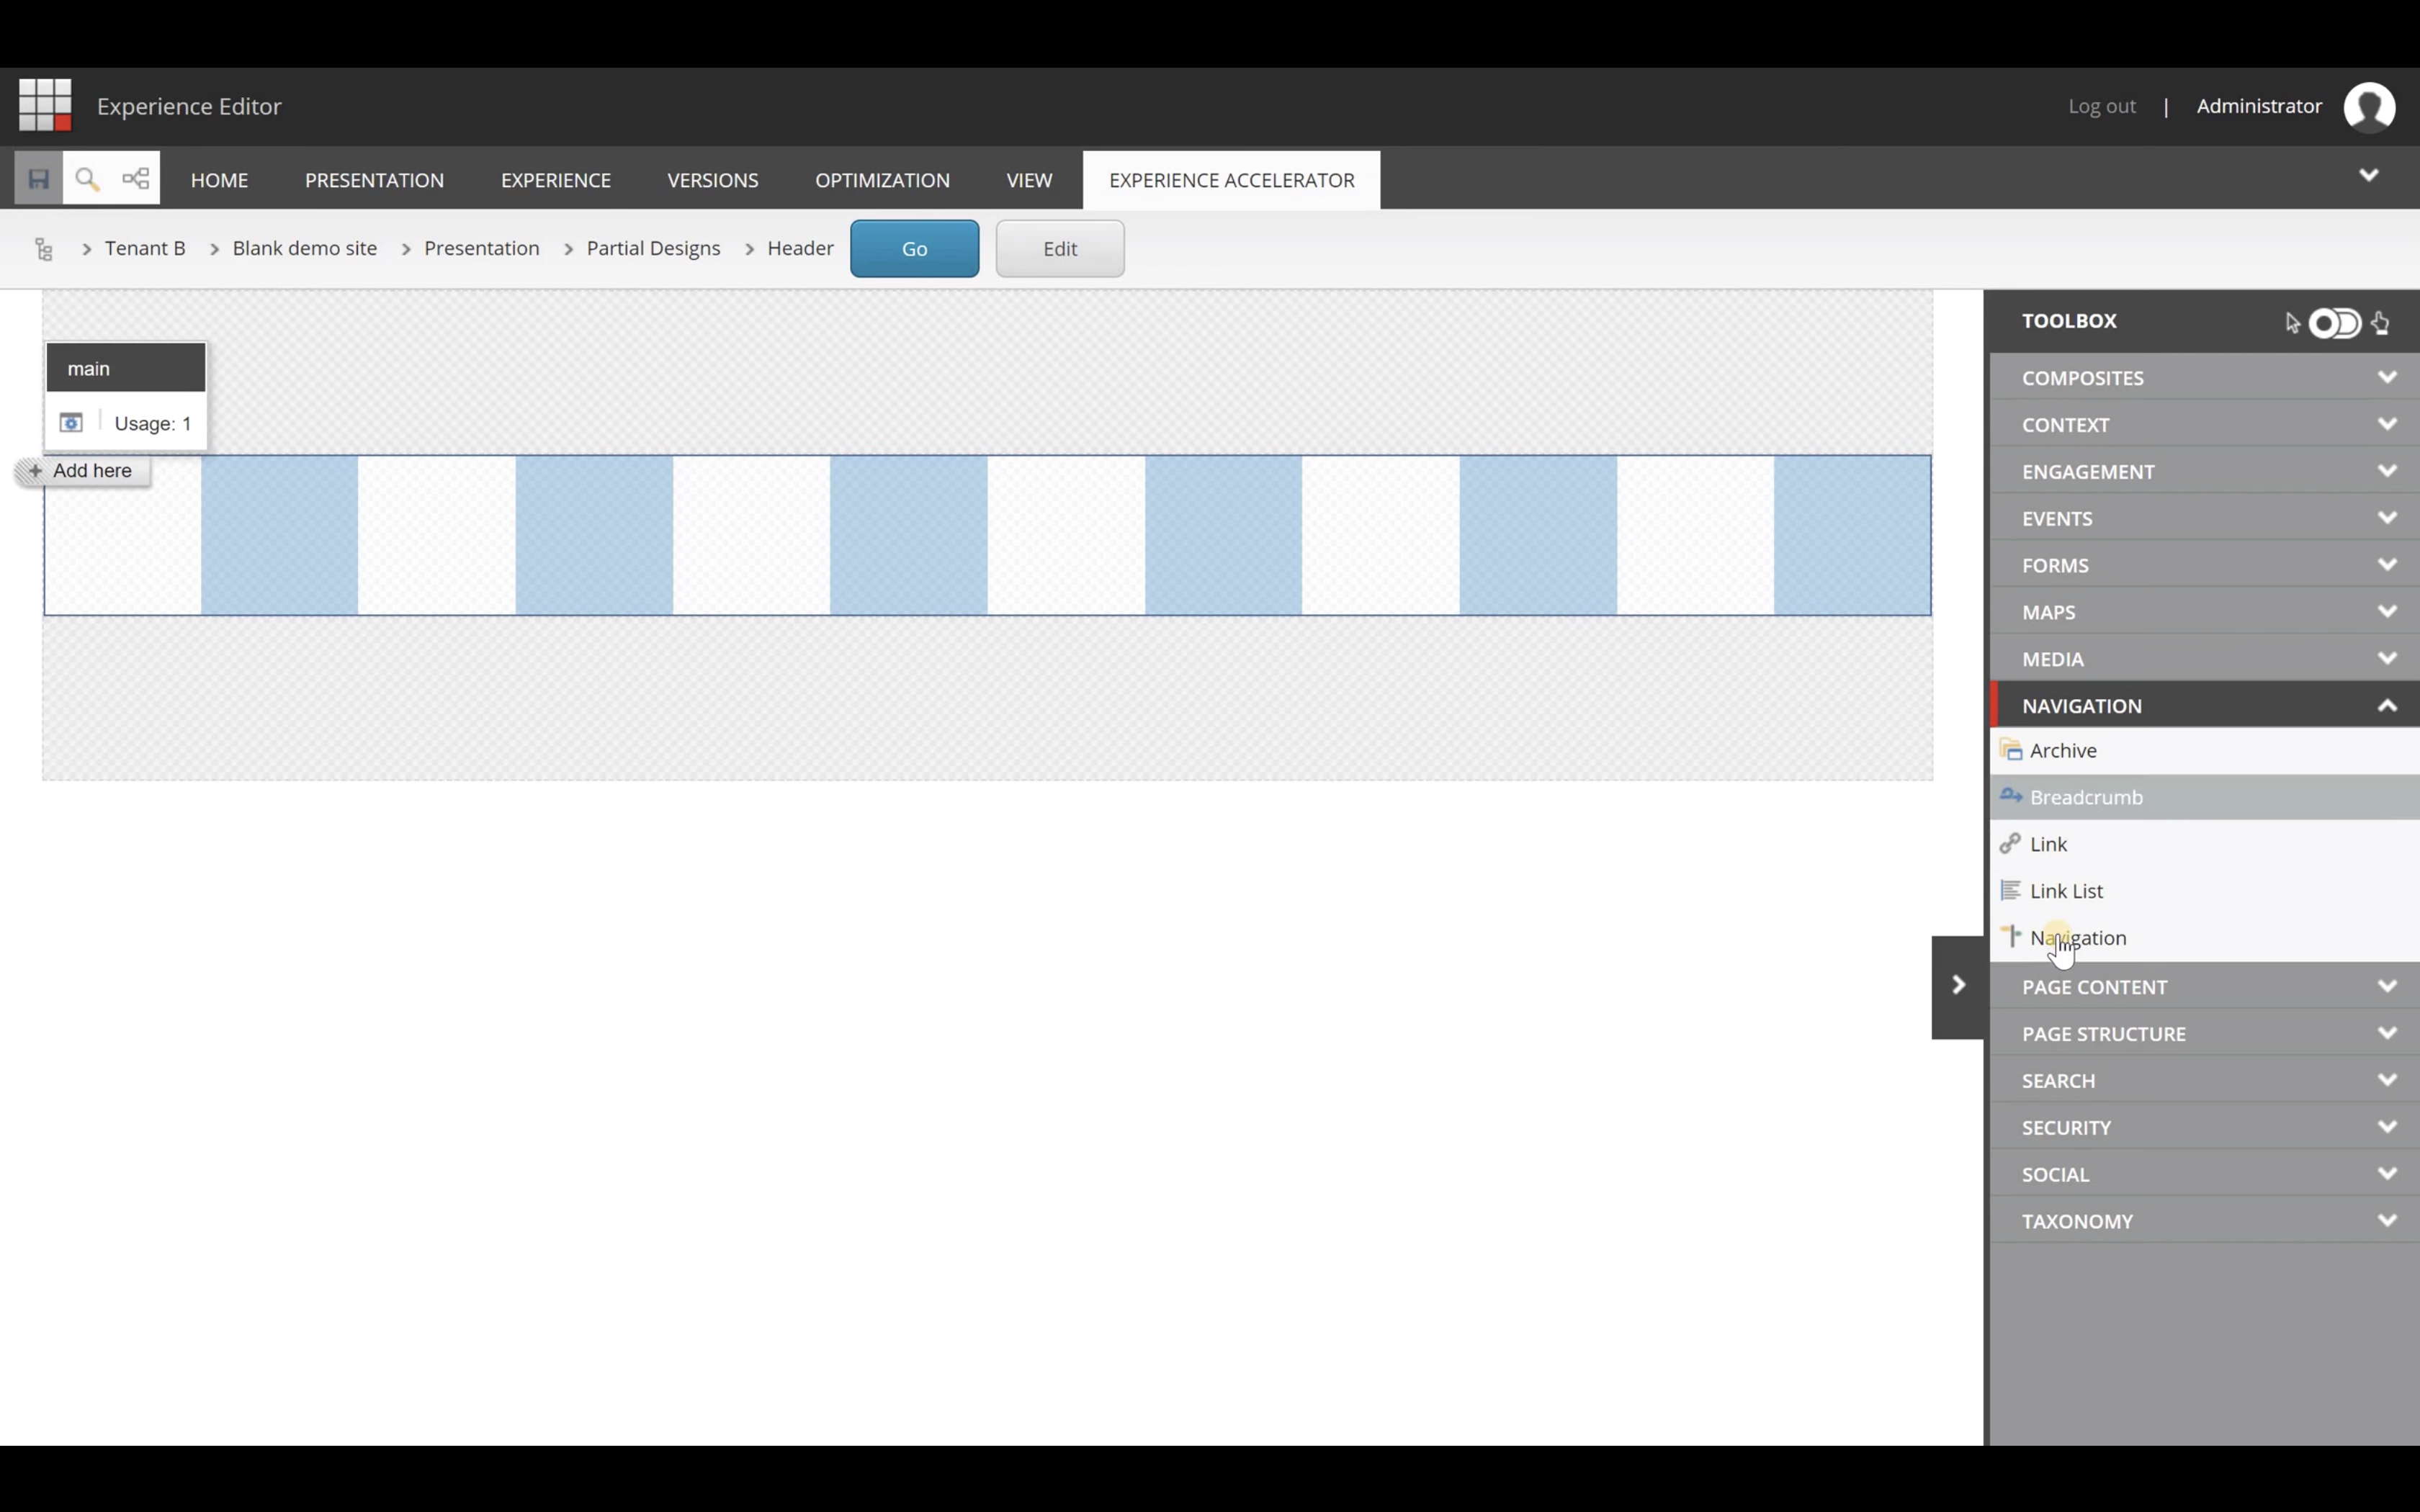 Experience Editor
Log out | Administrator
HOME PRESENTATION EXPERIENCE VERSIONS OPTIMIZATION VIEW EXPERIENCE ACCELERATOR
Tenant B Blank demo site Presentation Partial Designs Header Go Edit
main
Usage: 1
+ Add here
TOOLBOX
COMPOSITES
CONTEXT
ENGAGEMENT
EVENTS
FORMS
MAPS
MEDIA
NAVIGATION
Archive
Breadcrumb
Link
Link List
Navigation
PAGE CONTENT
PAGE STRUCTURE
SEARCH
SECURITY
SOCIAL
TAXONOMY